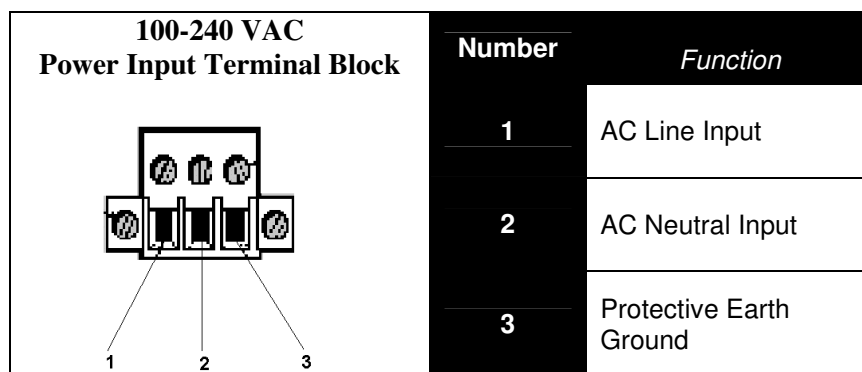 100-240 VAC
Power Input Terminal Block
1
2
3
Number
Function
1
AC Line Input
2
AC Neutral Input
3
Protective Earth
Ground